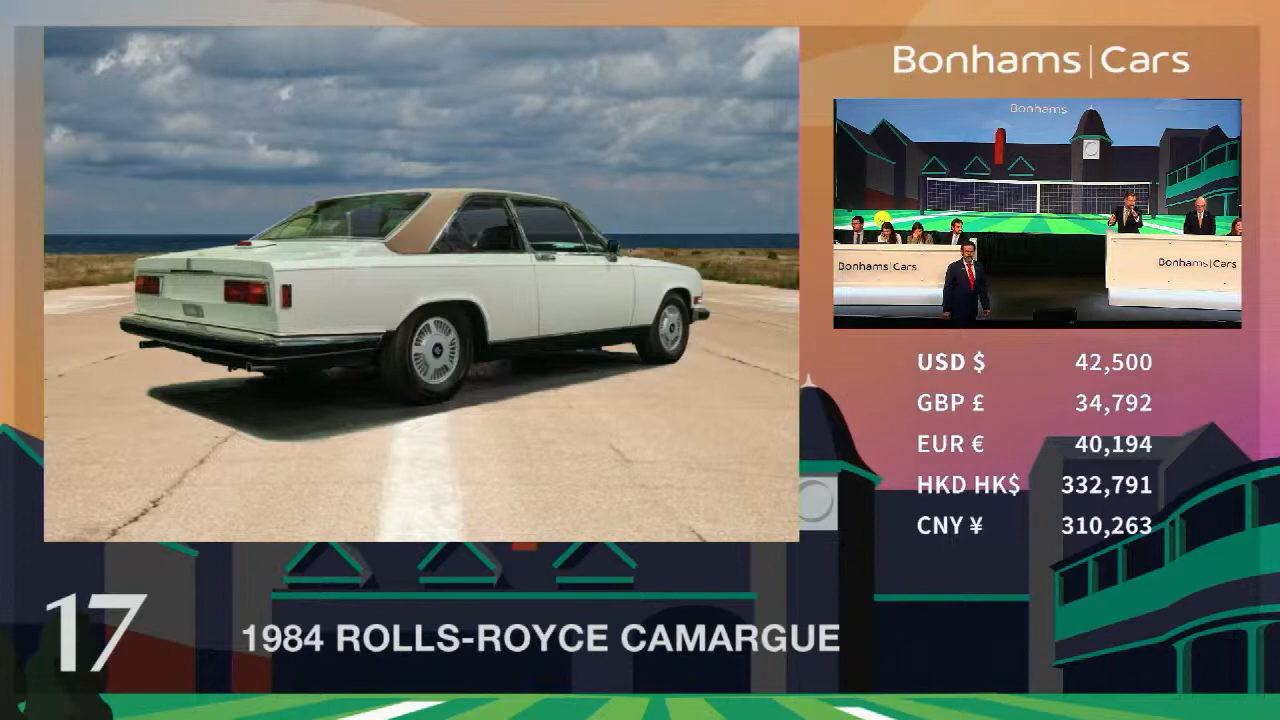 Bonhams|Cars
Bonhams
Bonhams|Cars
Bonhams|Cars
USD $ 42,500
GBP £ 34,792
EUR € 40,194
HKD HK$ 332,791
CNY ¥ 310,263
17
1984 ROLLS-ROYCE CAMARGUE